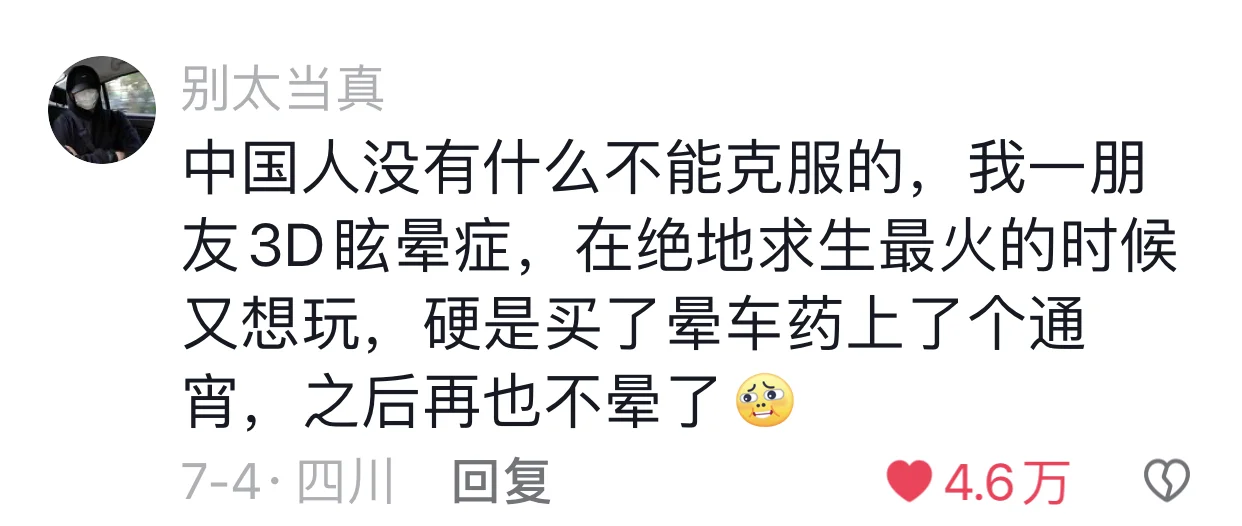 别太当真
中国人没有什么不能克服的，我一朋
友3D眩晕症，在绝地求生最火的时候
又想玩，硬是买了晕车药上了个通
宵，之后再也不晕了
7-4·四川 回复 4.6万